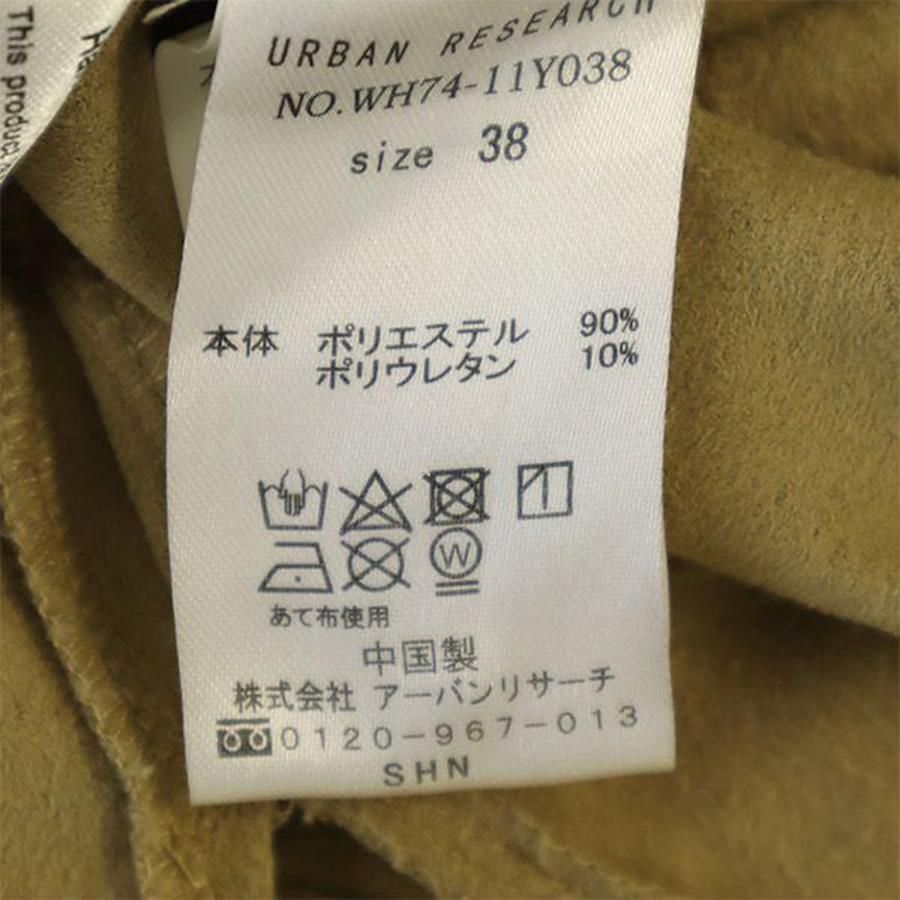 This product
URBAN RESEARCH
NO.WH74-11Y038
size 38
本体 ポリエステル 90%
ポリウレタン 10%
W
あて布使用
中国製
株式会社 アーバンリサーチ
0120-967-013
SHN